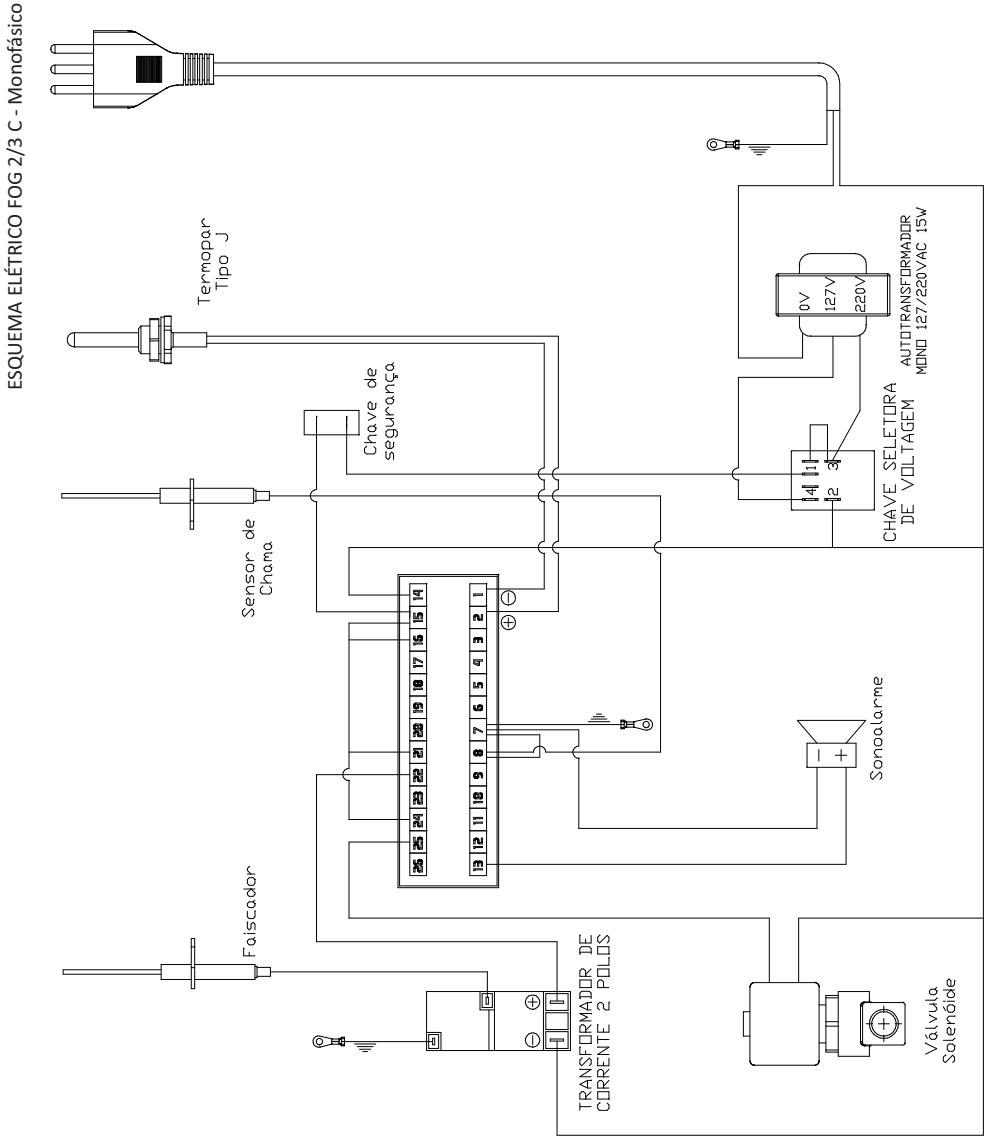 ESQUEMA ELÉTRICO FOG 2/3 C - Monofásico
Termopar
Tipo J
Chave de
segurança
Sensor de
Chama
Faiscador
0V
127V
220V
AUTOTRANSFORMADOR
MONO 127/220VAC 15W
4 1
2 3
CHAVE SELETORA
DE VOLTAGEM
26 25 24 23 22 21 20 19 18 17 16 15 14
13 12 11 10 9 8 7 6 5 4 3 2 1
+ -
- +
Sonoalarme
- +
TRANSFORMADOR DE
CORRENTE 2 POLOS
Válvula
Solenóide